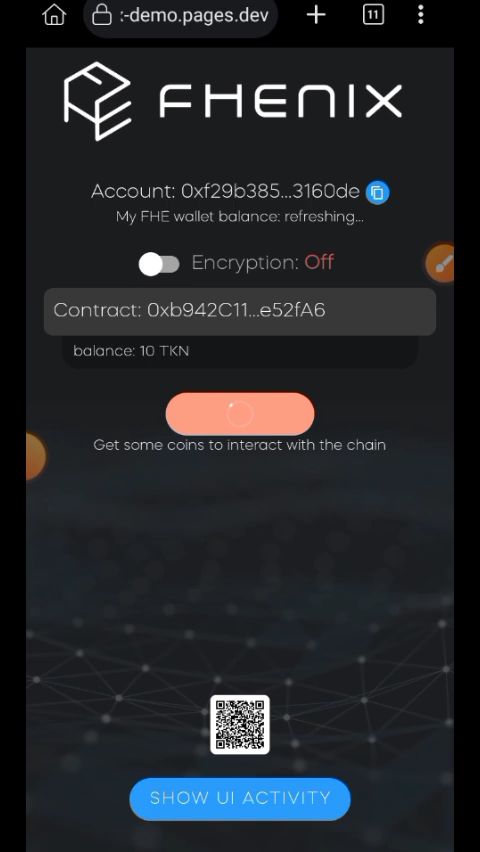 :-demo.pages.dev
11
FHENIX
Account: 0xf29b385...3160de
My FHE wallet balance: refreshing...
Encryption: Off
Contract: 0xb942C11...e52fA6
balance: 10 TKN
Get some coins to interact with the chain
SHOW UI ACTIVITY